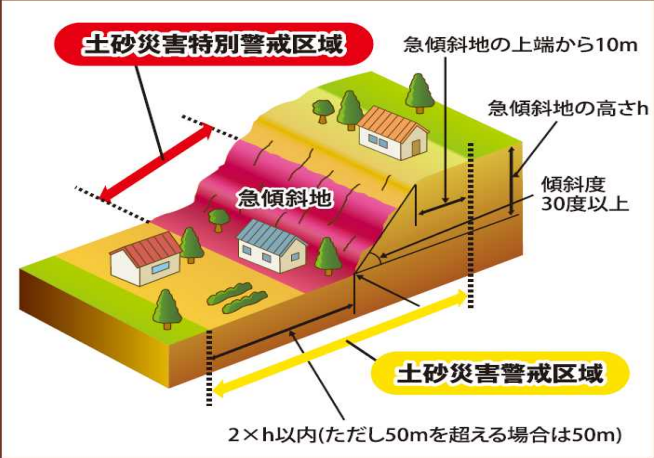 土砂災害特別警戒区域
急傾斜地の上端から10m
急傾斜地の高さh
傾斜度
30度以上
急傾斜地
土砂災害警戒区域
2×h以内(ただし50mを超える場合は50m)